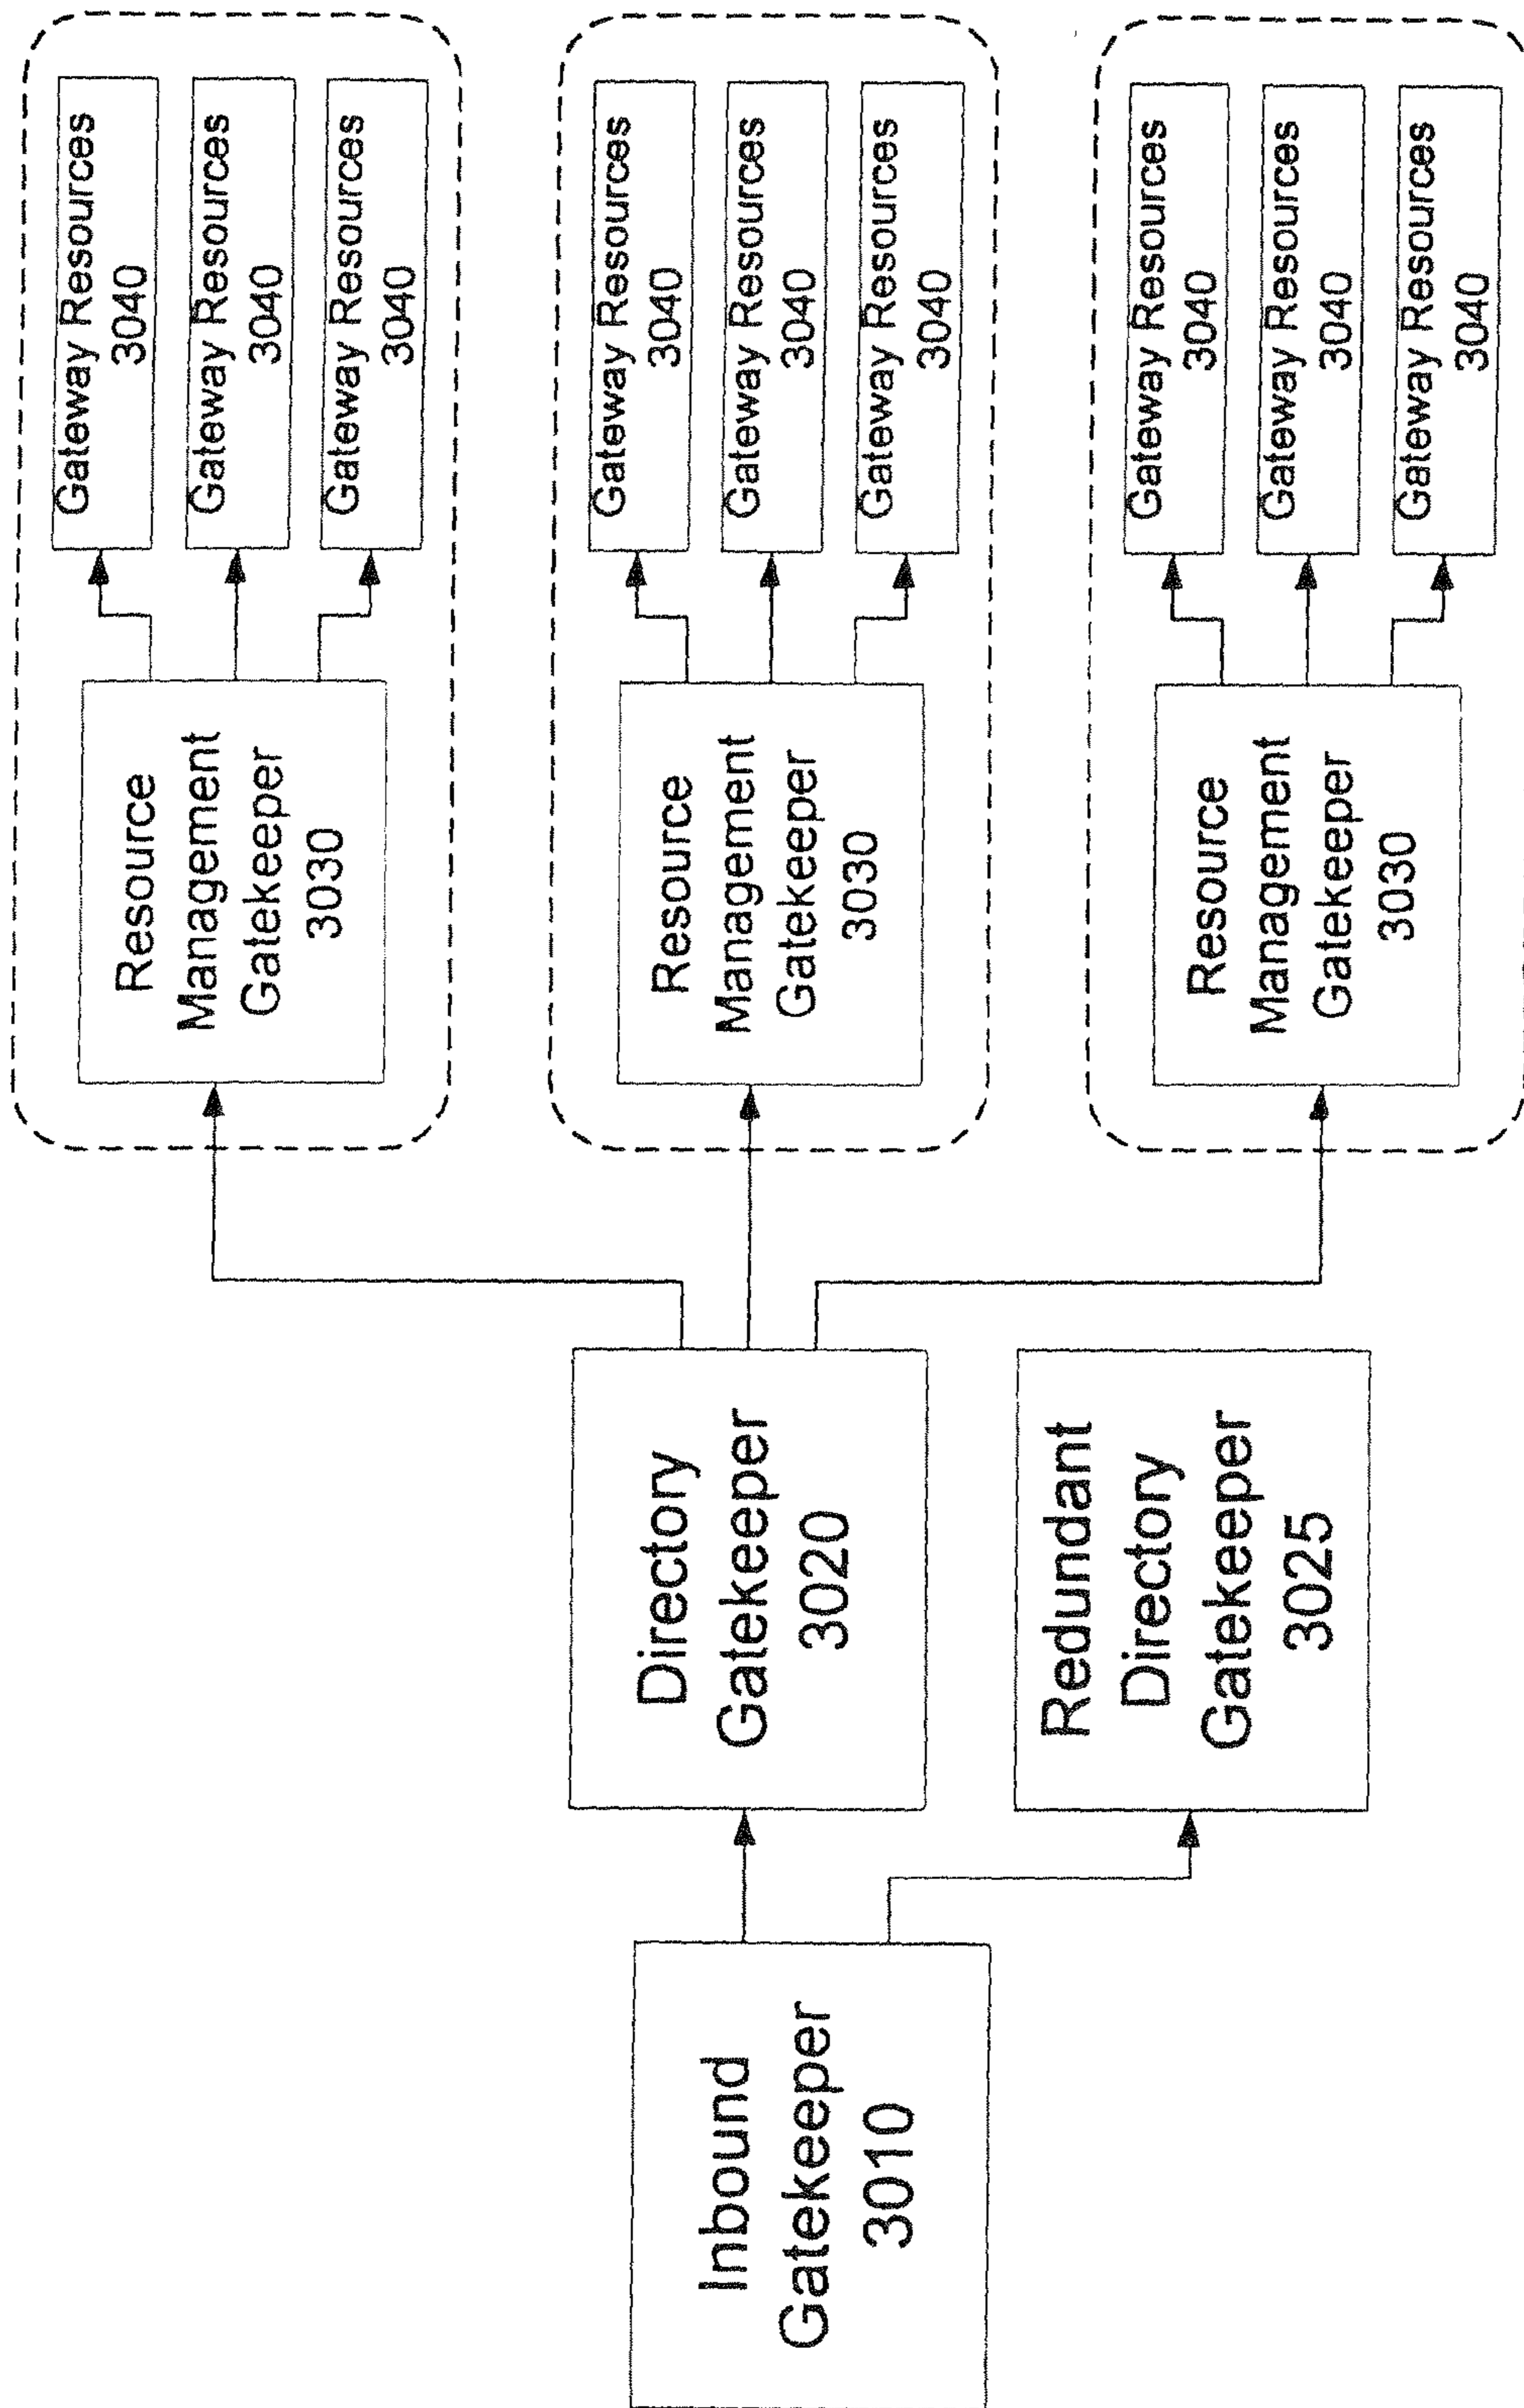 Inbound
Gatekeeper
3010
Directory
Gatekeeper
3020
Redundant
Directory
Gatekeeper
3025
Resource
Management
Gatekeeper
3030
Gateway Resources
3040
Gateway Resources
3040
Gateway Resources
3040
Resource
Management
Gatekeeper
3030
Gateway Resources
3040
Gateway Resources
3040
Gateway Resources
3040
Resource
Management
Gatekeeper
3030
Gateway Resources
3040
Gateway Resources
3040
Gateway Resources
3040